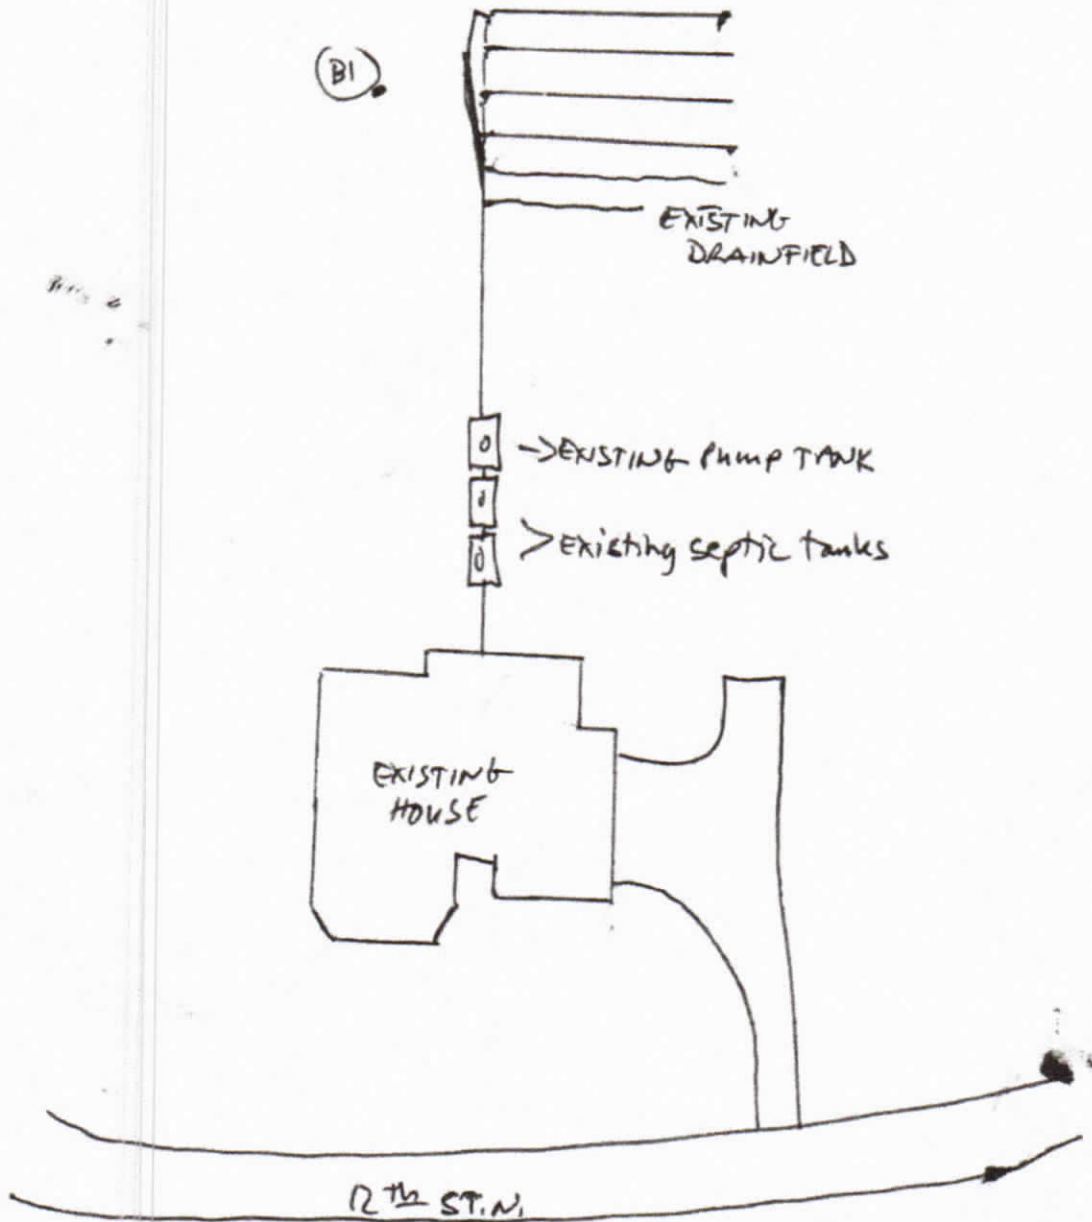 B1
EXISTING
DRAINFIELD
→EXISTING PUMP TANK
>Existing septic tanks
EXISTING
HOUSE
12th ST. N.